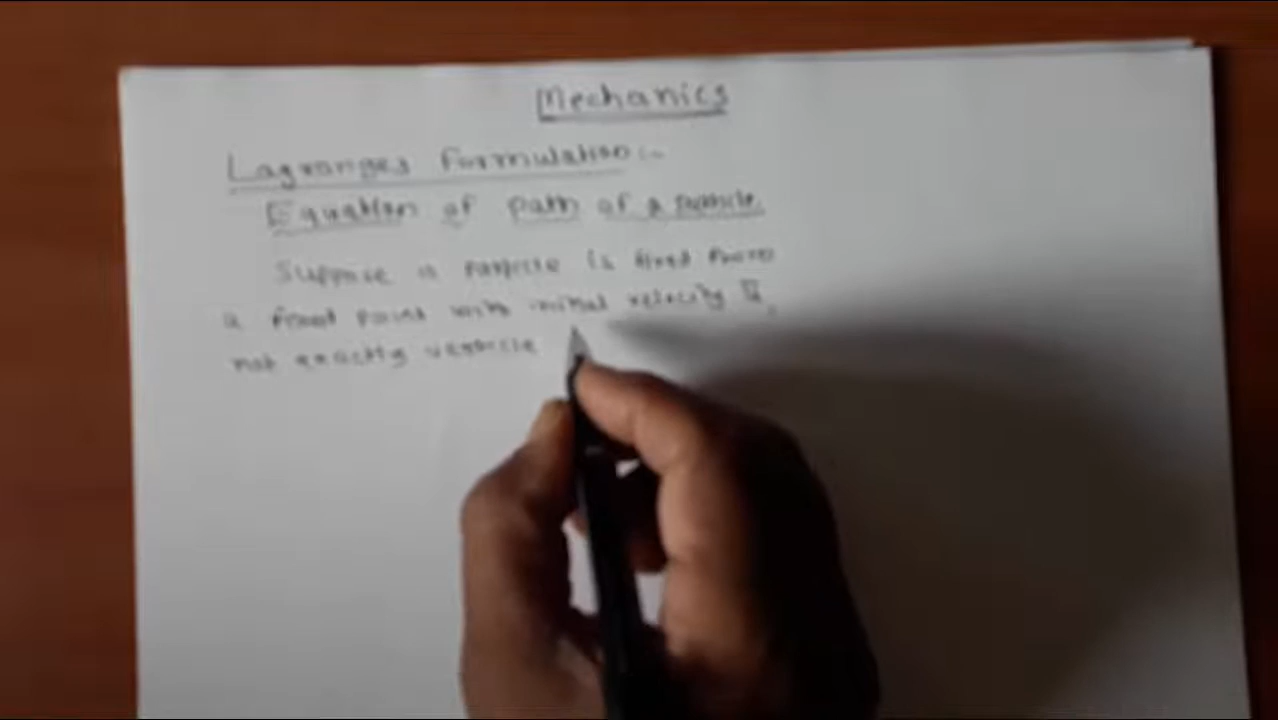 Mechanics
Lagranges Formulation:-
Equation of path of a particle
Suppose a particle is fired from
a fixed point with initial velocity u,
not exactly verticle